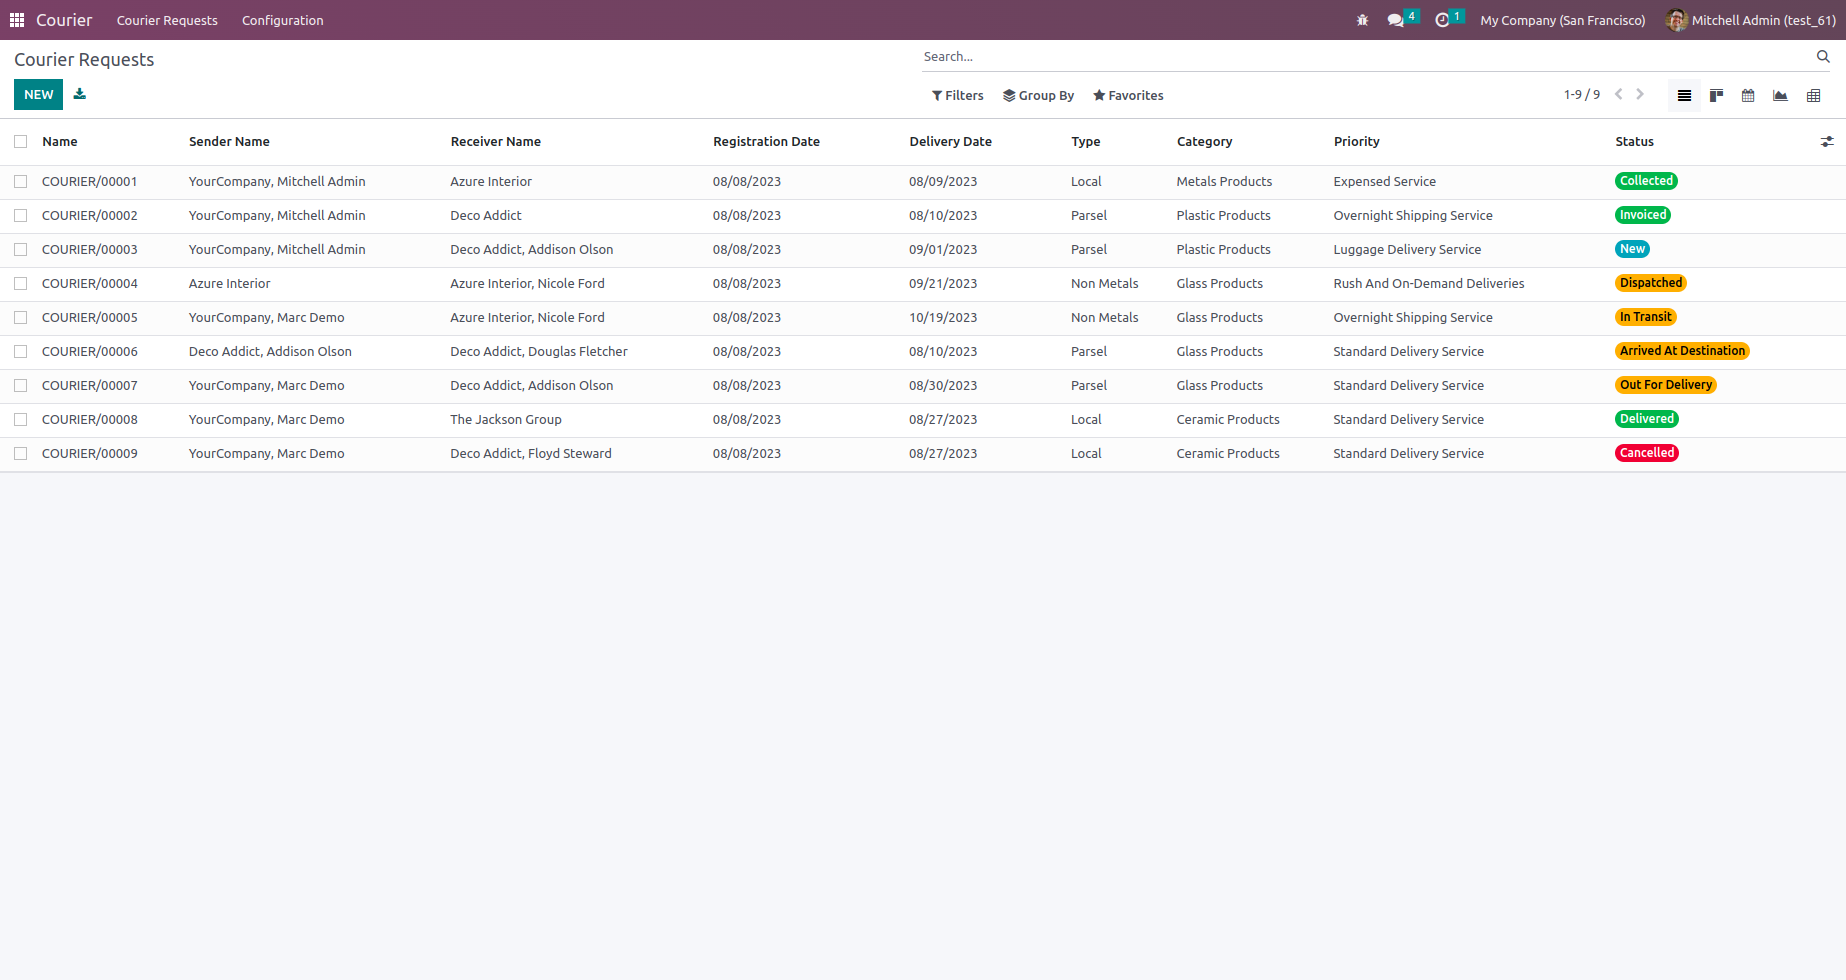 Courier Courier Requests Configuration 4 1 My Company (San Francisco) Mitchell Admin (test_61)
Courier Requests Search...
NEW Filters Group By Favorites 1-9 / 9
Name Sender Name Receiver Name Registration Date Delivery Date Type Category Priority Status
COURIER/00001 YourCompany, Mitchell Admin Azure Interior 08/08/2023 08/09/2023 Local Metals Products Expensed Service Collected
COURIER/00002 YourCompany, Mitchell Admin Deco Addict 08/08/2023 08/10/2023 Parsel Plastic Products Overnight Shipping Service Invoiced
COURIER/00003 YourCompany, Mitchell Admin Deco Addict, Addison Olson 08/08/2023 09/01/2023 Parsel Plastic Products Luggage Delivery Service New
COURIER/00004 Azure Interior Azure Interior, Nicole Ford 08/08/2023 09/21/2023 Non Metals Glass Products Rush And On-Demand Deliveries Dispatched
COURIER/00005 YourCompany, Marc Demo Azure Interior, Nicole Ford 08/08/2023 10/19/2023 Non Metals Glass Products Overnight Shipping Service In Transit
COURIER/00006 Deco Addict, Addison Olson Deco Addict, Douglas Fletcher 08/08/2023 08/10/2023 Parsel Glass Products Standard Delivery Service Arrived At Destination
COURIER/00007 YourCompany, Marc Demo Deco Addict, Addison Olson 08/08/2023 08/30/2023 Parsel Glass Products Standard Delivery Service Out For Delivery
COURIER/00008 YourCompany, Marc Demo The Jackson Group 08/08/2023 08/27/2023 Local Ceramic Products Standard Delivery Service Delivered
COURIER/00009 YourCompany, Marc Demo Deco Addict, Floyd Steward 08/08/2023 08/27/2023 Local Ceramic Products Standard Delivery Service Cancelled